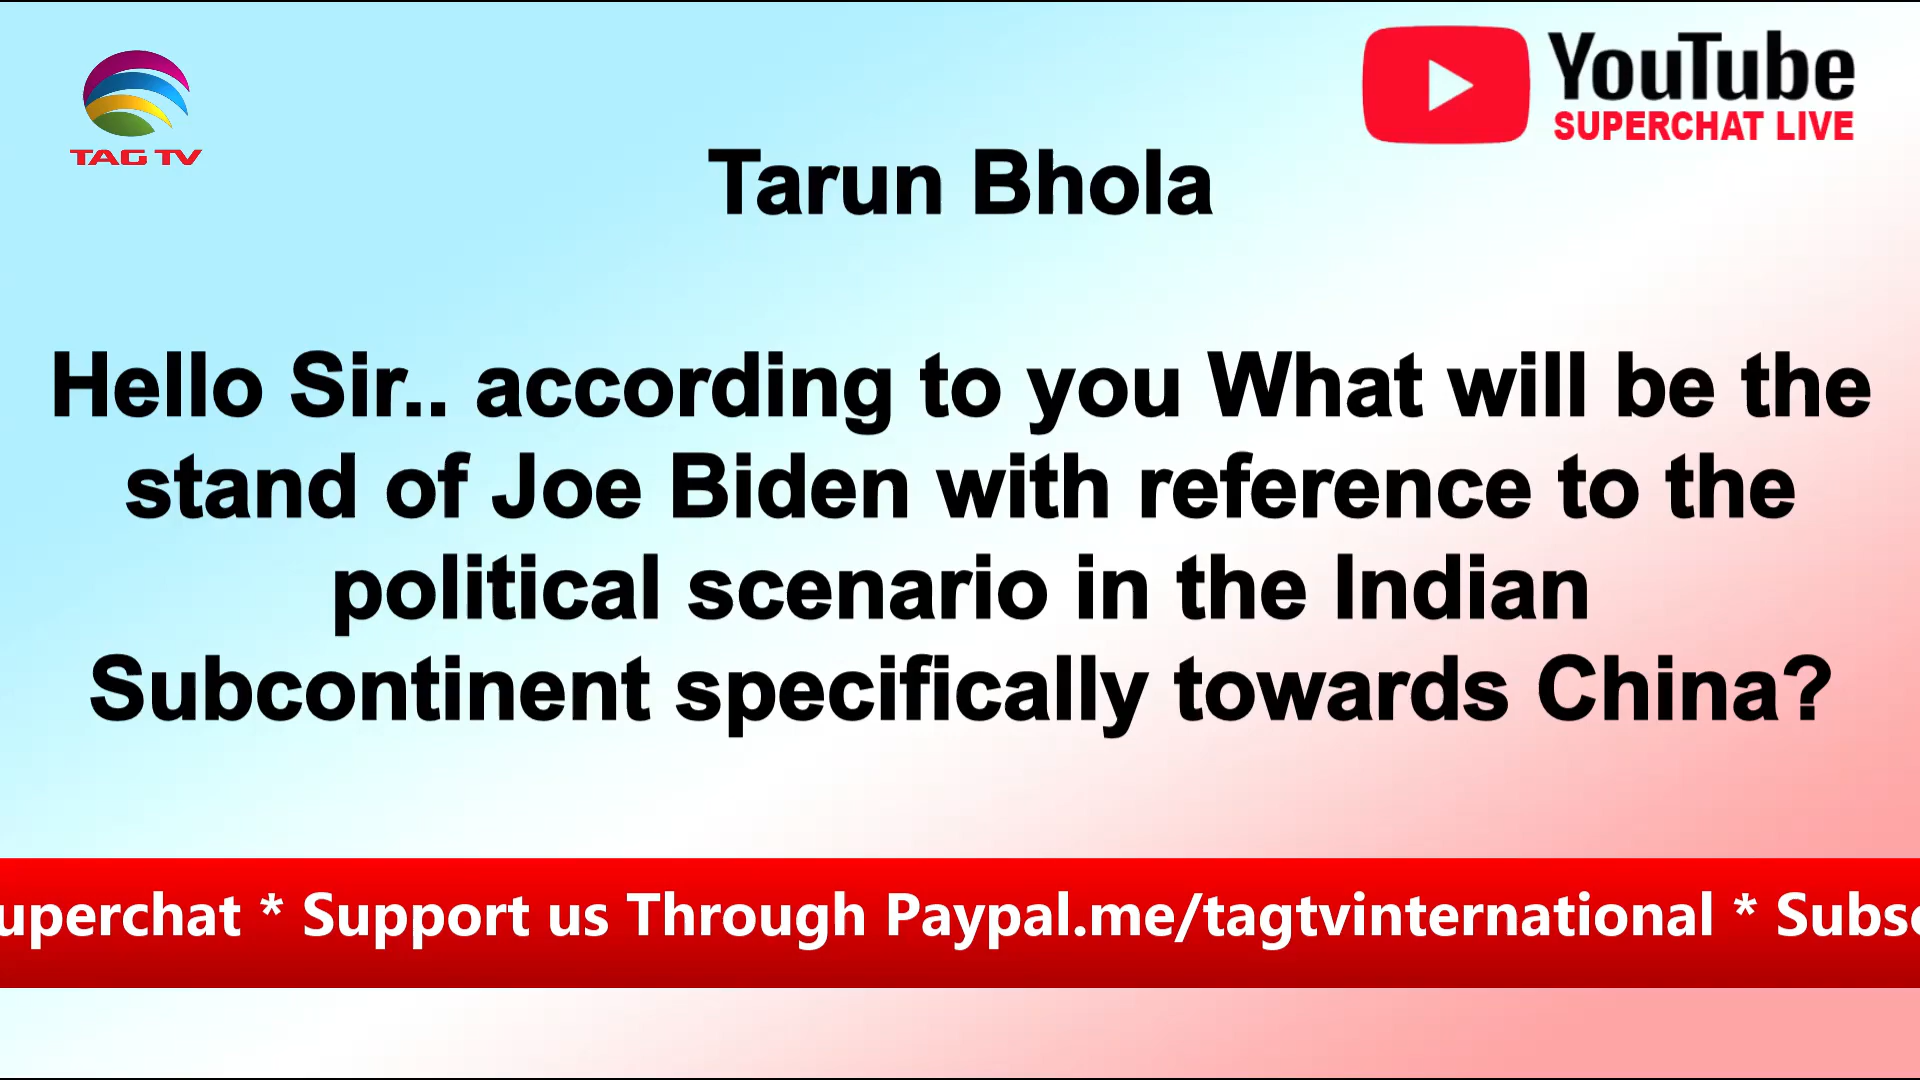 TAG TV
YouTube
SUPERCHAT LIVE
Tarun Bhola
Hello Sir.. according to you What will be the
stand of Joe Biden with reference to the
political scenario in the Indian
Subcontinent specifically towards China?
uperchat * Support us Through Paypal.me/tagtvinternational * Subsc